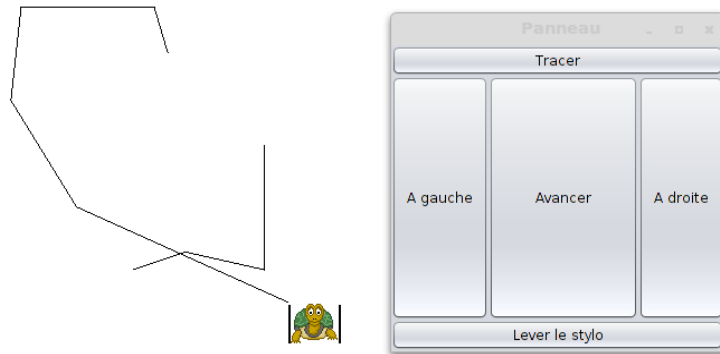 Panneau
Tracer
A gauche
Avancer
A droite
Lever le stylo